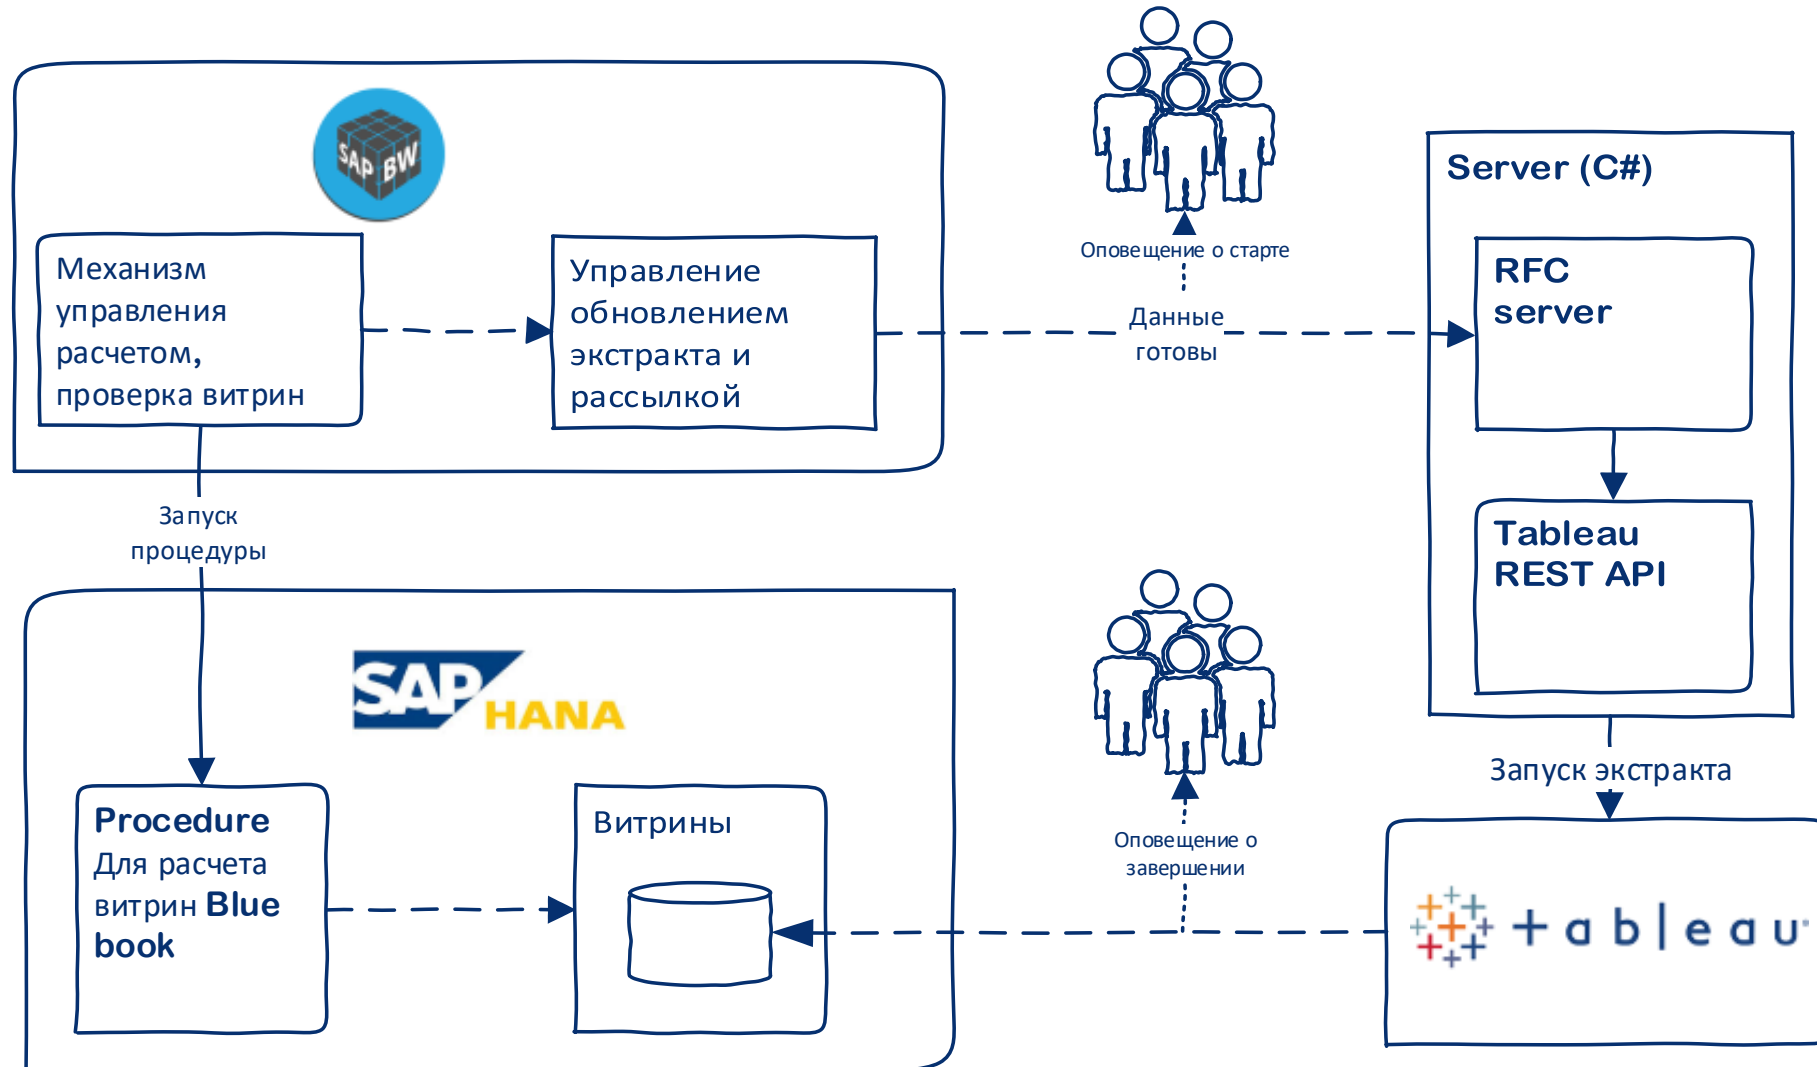 SAP BW
Механизм
управления
расчетом,
проверка витрин
Управление
обновлением
экстракта и
рассылкой
Оповещение о старте
Данные
готовы
Server (C#)
RFC
server
Tableau
REST API
Запуск
процедуры
SAP
HANA
Procedure
Для расчета
витрин Blue
book
Витрины
Оповещение о
завершении
Запуск экстракта
+ableau